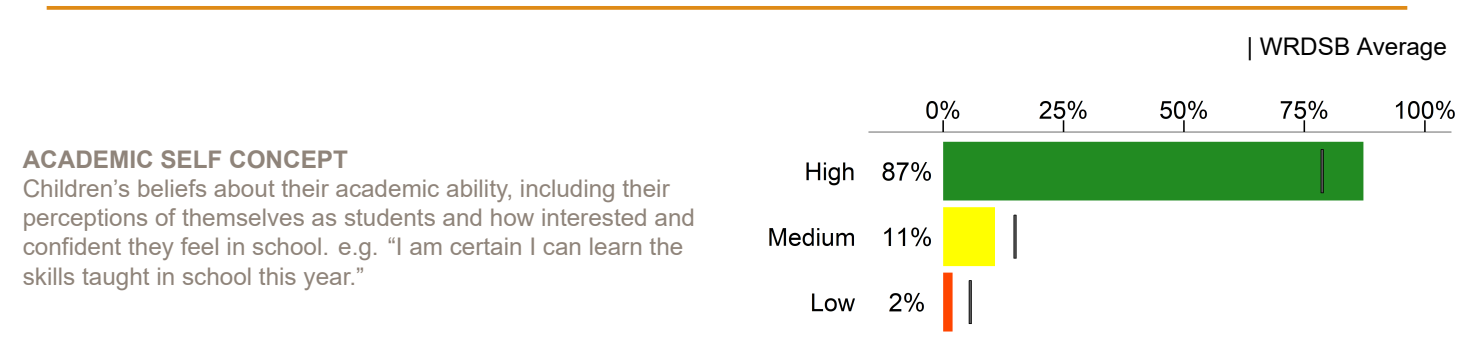 | WRDSB Average
0% 25% 50% 75% 100%
ACADEMIC SELF CONCEPT
Children’s beliefs about their academic ability, including their
perceptions of themselves as students and how interested and
confident they feel in school. e.g. “I am certain I can learn the
skills taught in school this year.”
High 87%
Medium 11%
Low 2%